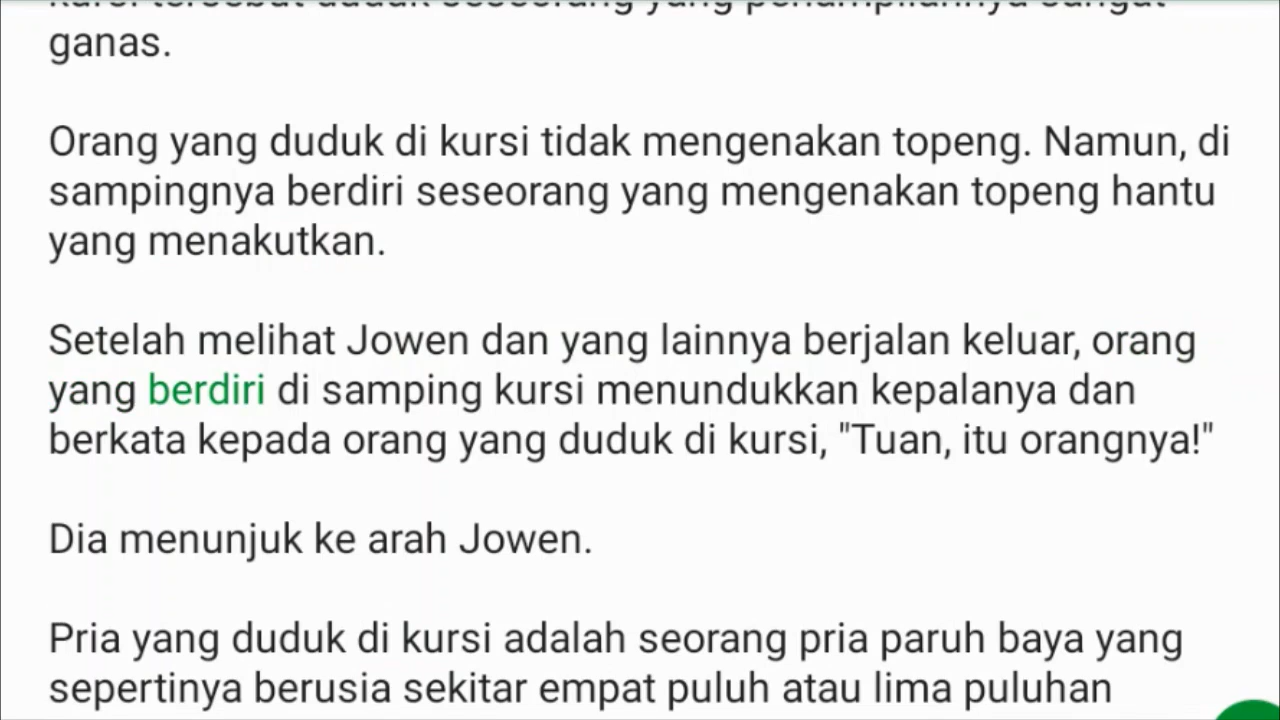 ganas.
Orang yang duduk di kursi tidak mengenakan topeng. Namun, di
sampingnya berdiri seseorang yang mengenakan topeng hantu
yang menakutkan.
Setelah melihat Jowen dan yang lainnya berjalan keluar, orang
yang berdiri di samping kursi menundukkan kepalanya dan
berkata kepada orang yang duduk di kursi, "Tuan, itu orangnya!"
Dia menunjuk ke arah Jowen.
Pria yang duduk di kursi adalah seorang pria paruh baya yang
sepertinya berusia sekitar empat puluh atau lima puluhan